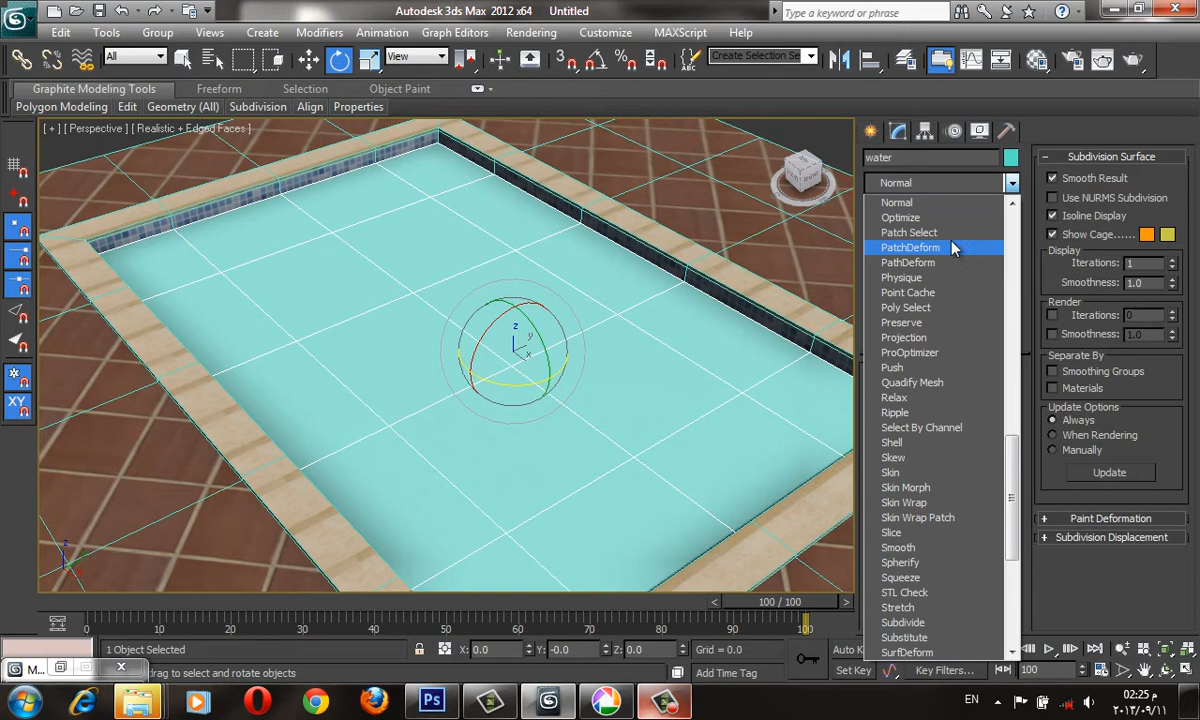 Autodesk 3ds Max 2012 x64    Untitled
Type a keyword or phrase
Edit Tools Group Views Create Modifiers Animation Graph Editors Rendering Customize MAXScript Help
All
View
3
Create Selection Se
Graphite Modeling Tools Freeform Selection Object Paint
Polygon Modeling Edit Geometry (All) Subdivision Align Properties
[ + ] [ Perspective ] [ Realistic + Edged Faces ]
water
Normal
Normal
Optimize
Patch Select
PatchDeform
PathDeform
Physique
Point Cache
Poly Select
Preserve
Projection
ProOptimizer
Push
Quadify Mesh
Relax
Ripple
Select By Channel
Shell
Skew
Skin
Skin Morph
Skin Wrap
Skin Wrap Patch
Slice
Smooth
Spherify
Squeeze
STL Check
Stretch
Subdivide
Substitute
SurfDeform
Subdivision Surface
Smooth Result
Use NURMS Subdivision
Isoline Display
Show Cage......
Display
Iterations: 1
Smoothness: 1.0
Render
Iterations: 0
Smoothness: 1.0
Separate By
Smoothing Groups
Materials
Update Options
Always
When Rendering
Manually
Update
Paint Deformation
Subdivision Displacement
z
y
x
z
XY
< 100 / 100 >
0 10 20 30 40 50 60 70 80 90 100
1 Object Selected
X: 0.0 Y: -0.0 Z: 0.0 Grid = 0.0
Auto K
M...
drag to select and rotate objects
Add Time Tag
Set Key
Key Filters...
100
Ps
EN
02:25 م
٢٠١٣/٠٩/١١